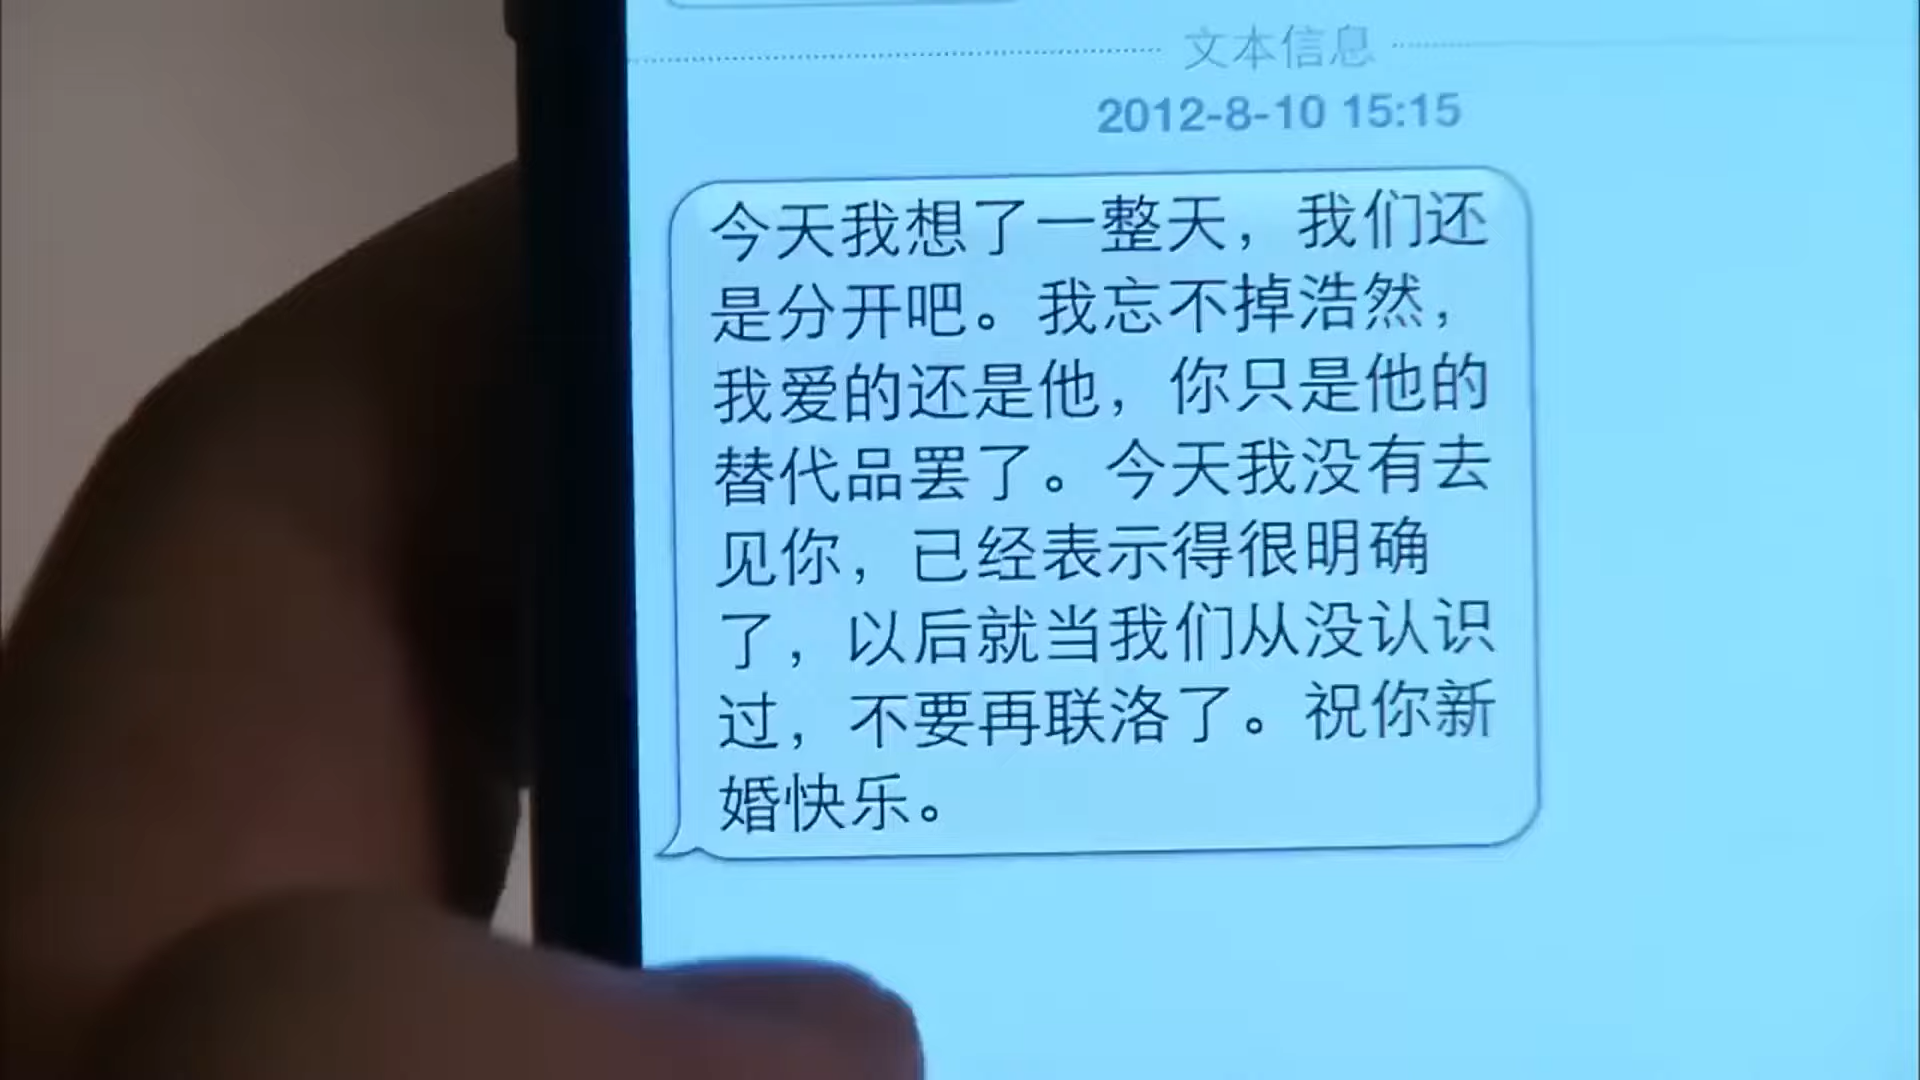 文本信息
2012-8-10 15:15
今天我想了一整天，我们还
是分开吧。我忘不掉浩然，
我爱的还是他，你只是他的
替代品罢了。今天我没有去
见你，已经表示得很明确
了，以后就当我们从没认识
过，不要再联洛了。祝你新
婚快乐。